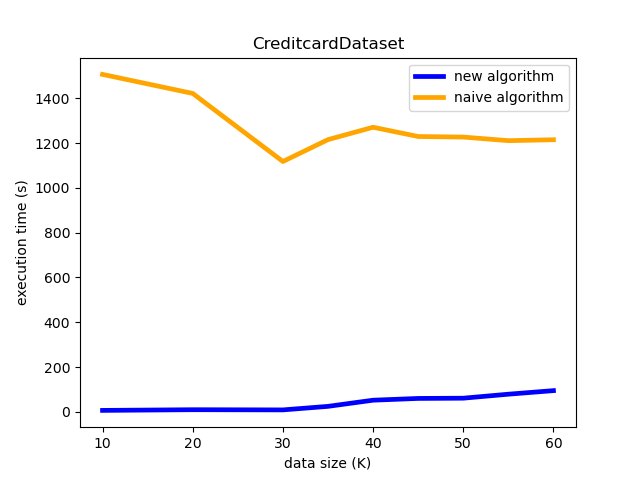 CreditcardDataset
new algorithm
naive algorithm
execution time (s)
1400
1200
1000
800
600
400
200
0
10 20 30 40 50 60
data size (K)